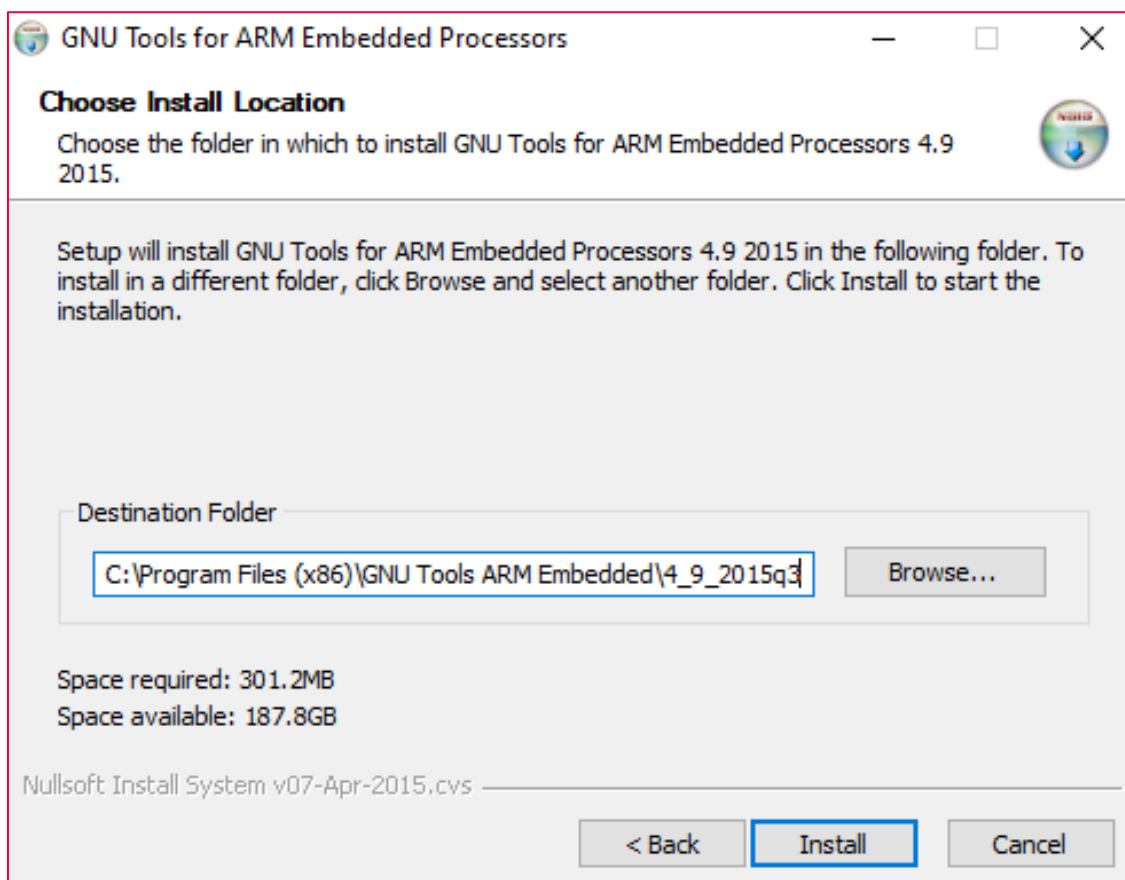 GNU Tools for ARM Embedded Processors
Choose Install Location
Choose the folder in which to install GNU Tools for ARM Embedded Processors 4.9
2015.
Setup will install GNU Tools for ARM Embedded Processors 4.9 2015 in the following folder. To
install in a different folder, click Browse and select another folder. Click Install to start the
installation.
Destination Folder
C:\Program Files (x86)\GNU Tools ARM Embedded\4_9_2015q3
Browse...
Space required: 301.2MB
Space available: 187.8GB
Nullsoft Install System v07-Apr-2015.cvs
< Back Install Cancel